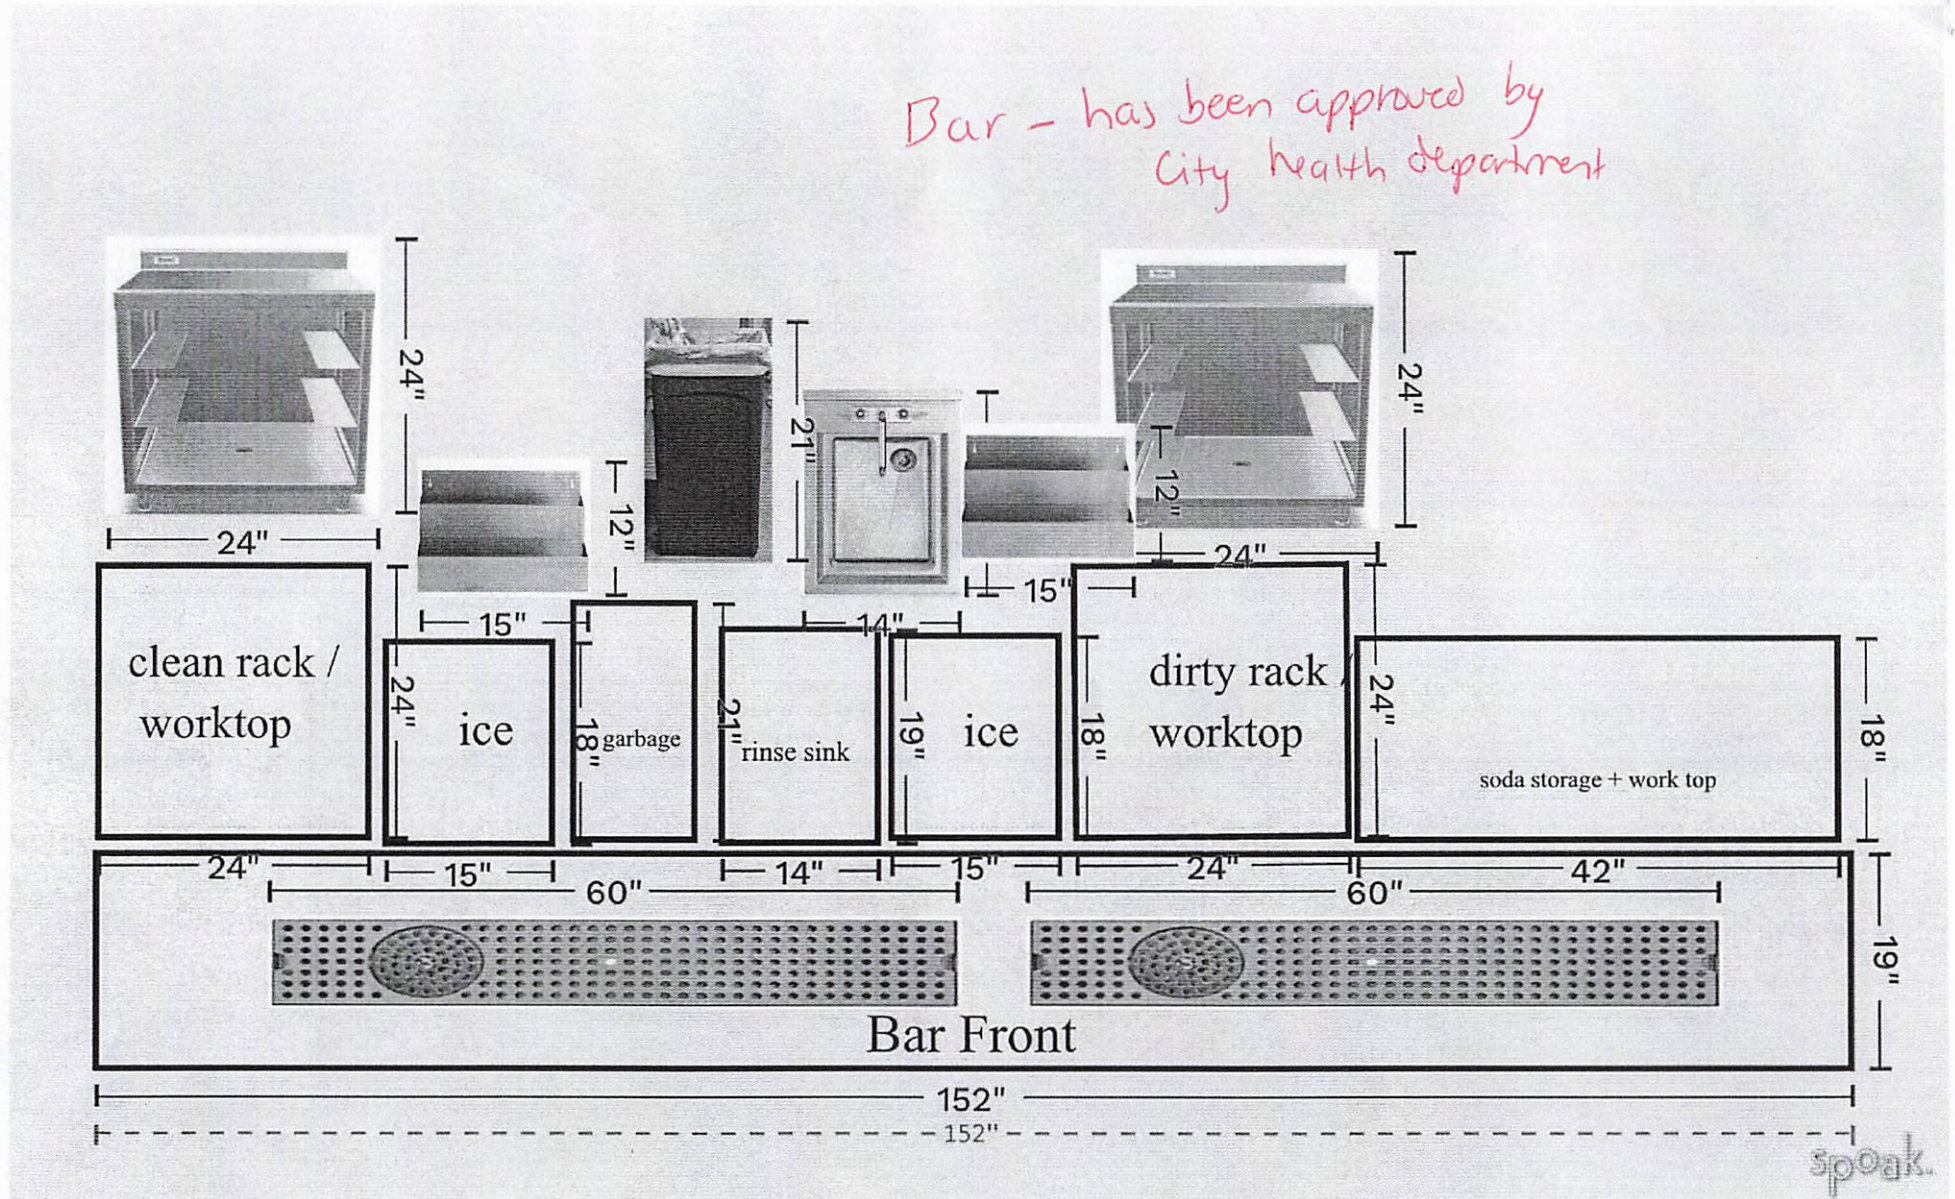 Bar - has been approved by
City health department
24"
24"
12"
15"
21"
14"
12"
15"
24"
24"
clean rack /
worktop
24"
ice
18"
garbage
21"
rinse sink
19"
ice
18"
dirty rack /
worktop
24"
soda storage + work top
18"
24"
15"
14"
15"
24"
42"
60"
60"
19"
Bar Front
152"
152"
spoak.